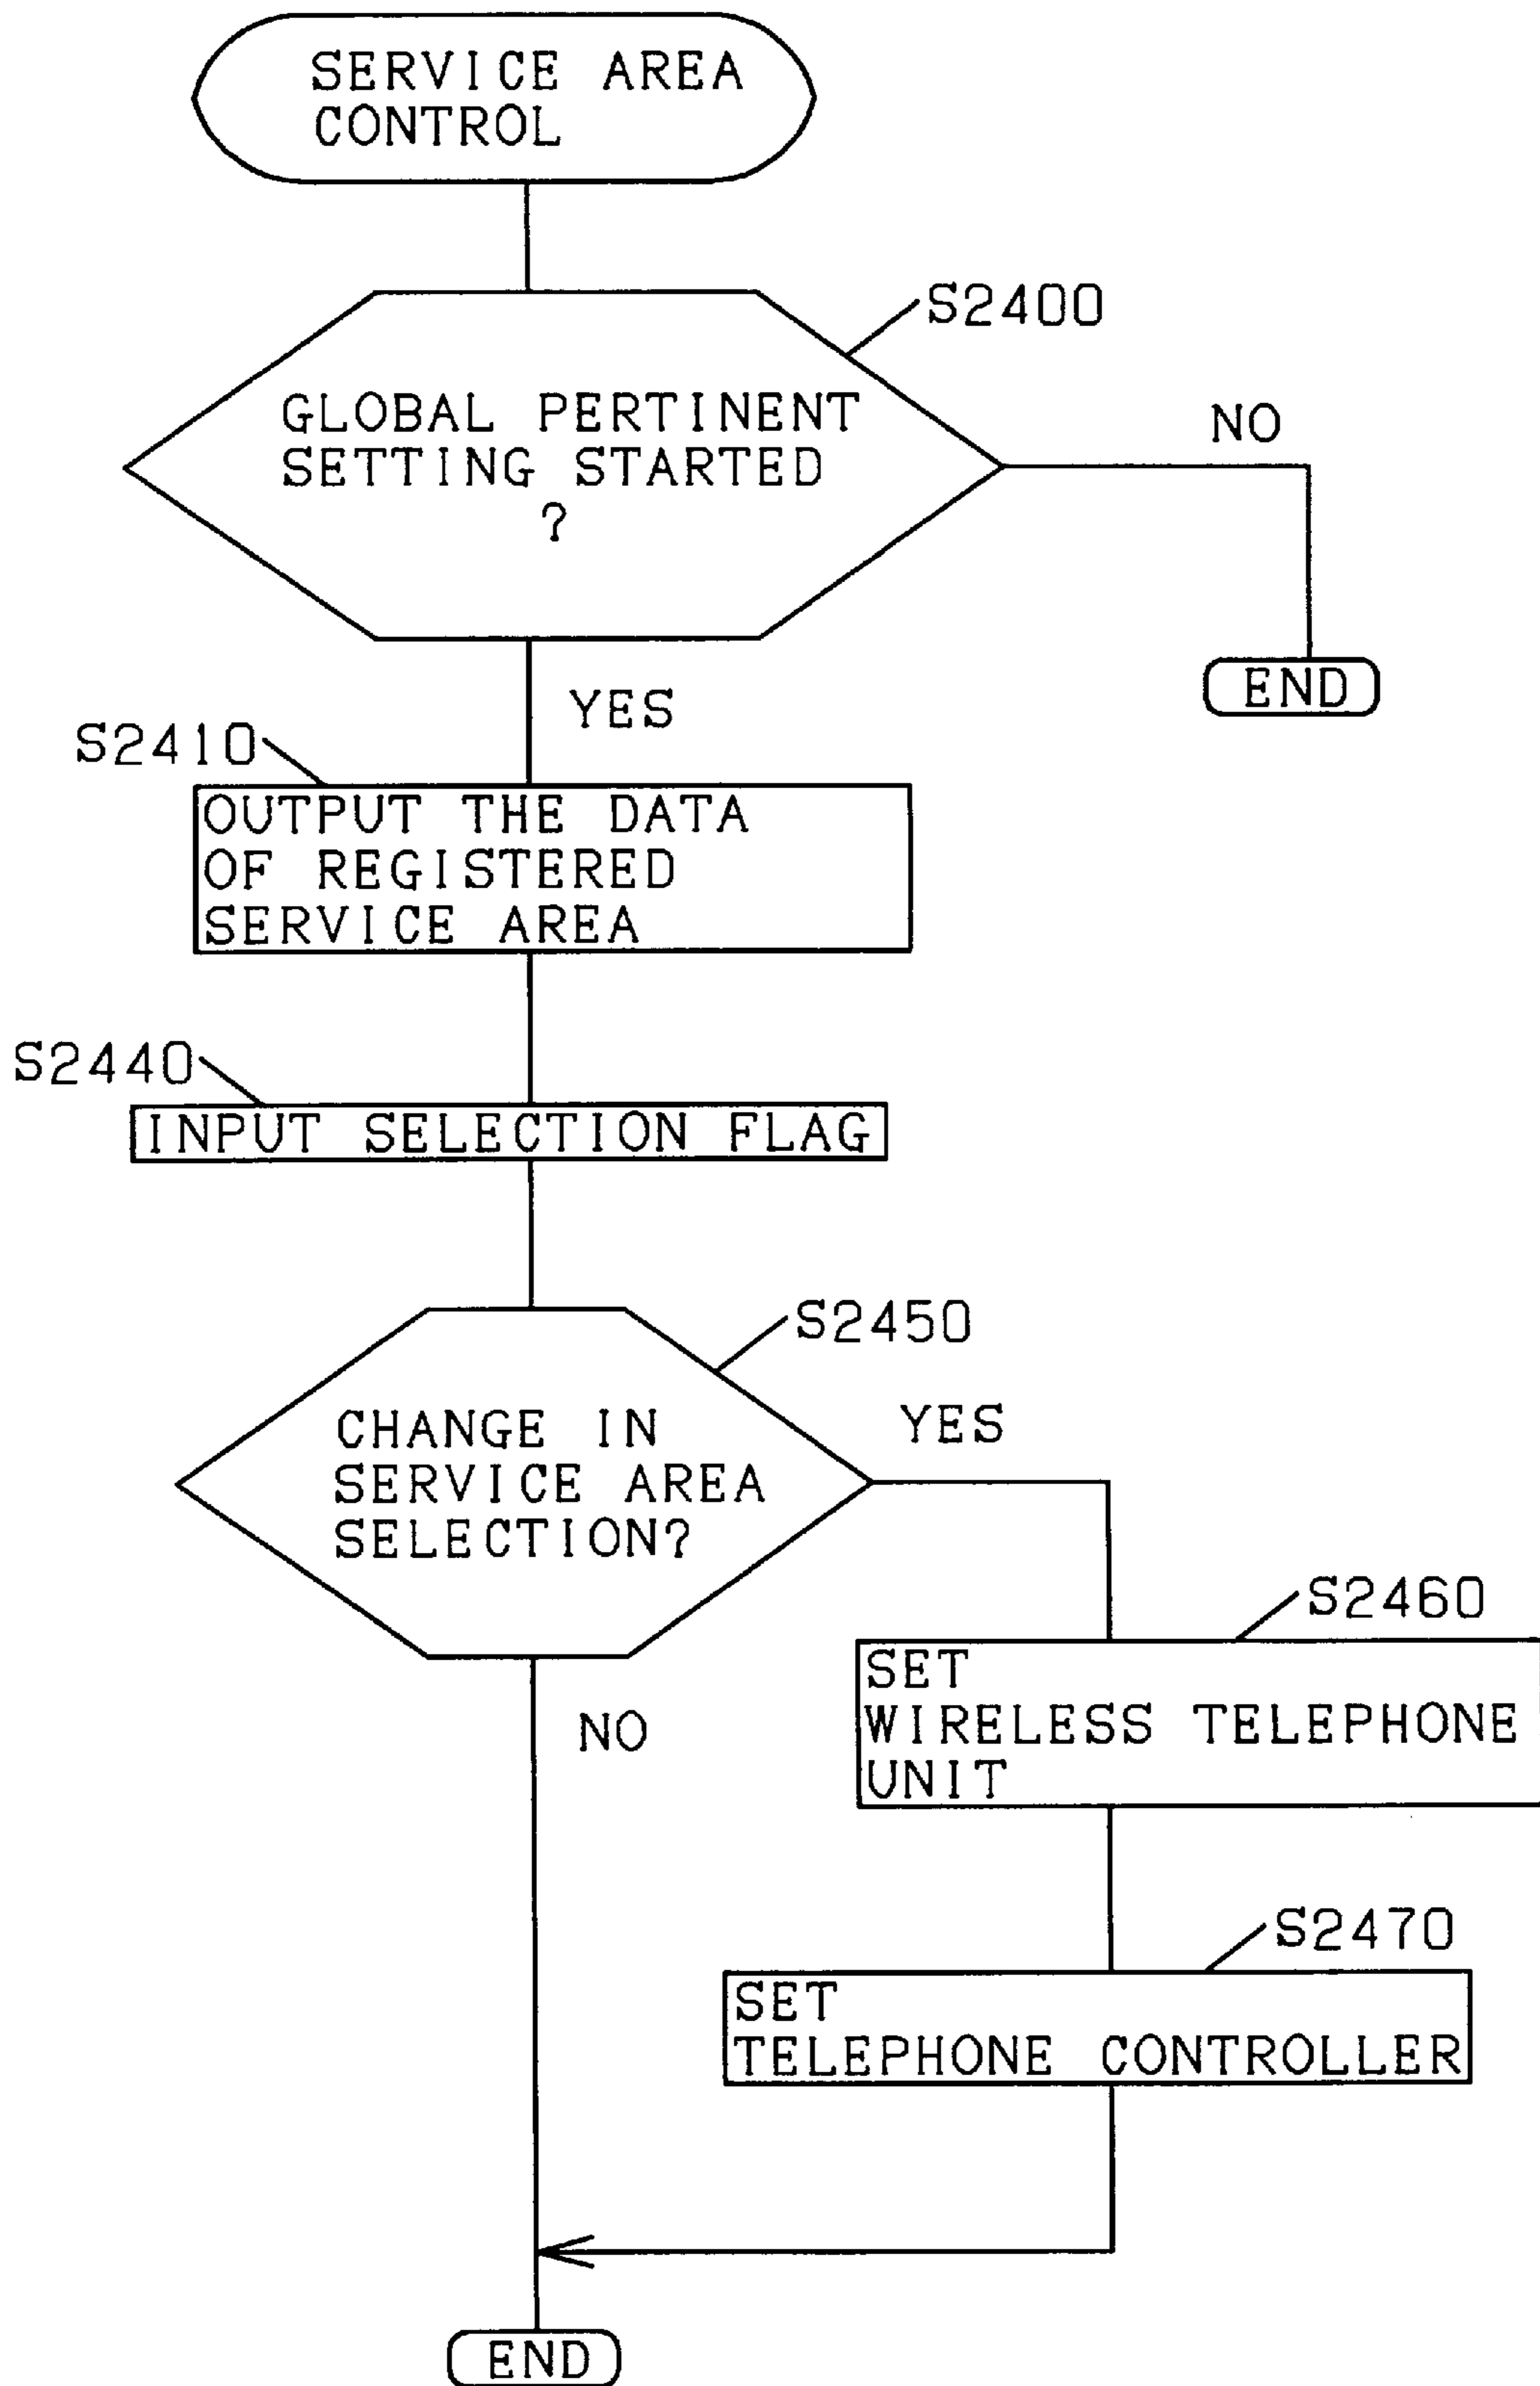 SERVICE AREA
CONTROL
S2400
GLOBAL PERTINENT
SETTING STARTED
?
NO
END
YES
S2410
OUTPUT THE DATA
OF REGISTERED
SERVICE AREA
S2440
INPUT SELECTION FLAG
S2450
CHANGE IN
SERVICE AREA
SELECTION?
YES
S2460
SET
WIRELESS TELEPHONE
UNIT
NO
S2470
SET
TELEPHONE CONTROLLER
END